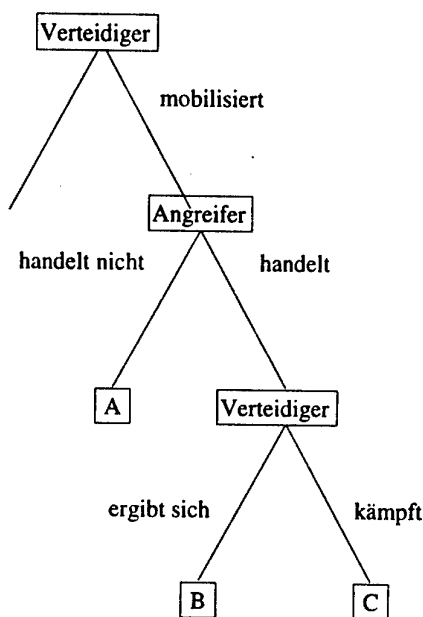 Verteidiger
mobilisiert
Angreifer
handelt nicht
handelt
A
Verteidiger
ergibt sich
kämpft
B
C